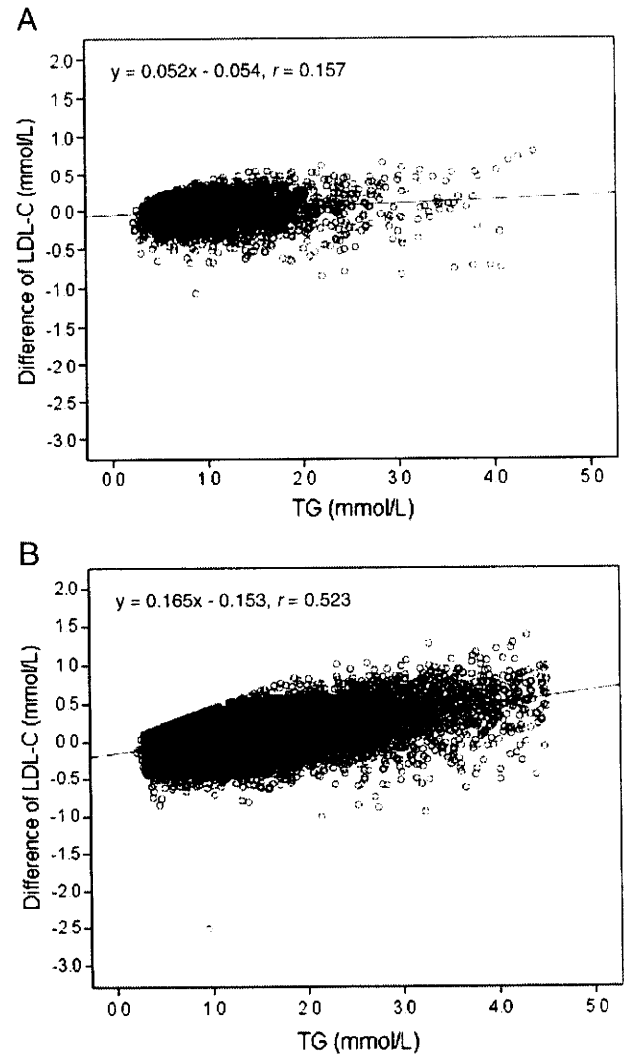 A
y = 0.052x - 0.054, r = 0.157
Difference of LDL-C (mmol/L)
2.0
1.5
1.0
0.5
0.0
-0.5
-1.0
-1.5
-2.0
-2.5
-3.0
0.0 1.0 2.0 3.0 4.0 5.0
TG (mmol/L)
B
y = 0.165x - 0.153, r = 0.523
Difference of LDL-C (mmol/L)
2.0
1.5
1.0
0.5
0.0
-0.5
-1.0
-1.5
-2.0
-2.5
-3.0
0.0 1.0 2.0 3.0 4.0 5.0
TG (mmol/L)